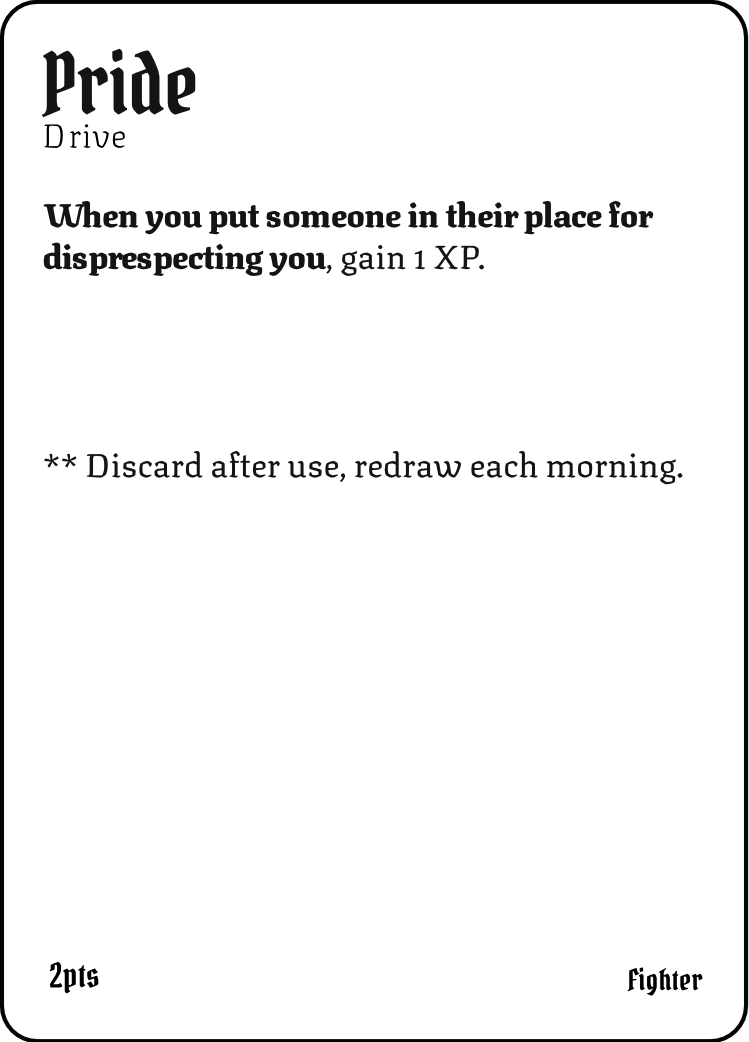 Pride
Drive
When you put someone in their place for
disprespecting you, gain 1 XP.
** Discard after use, redraw each morning.
2pts
Fighter